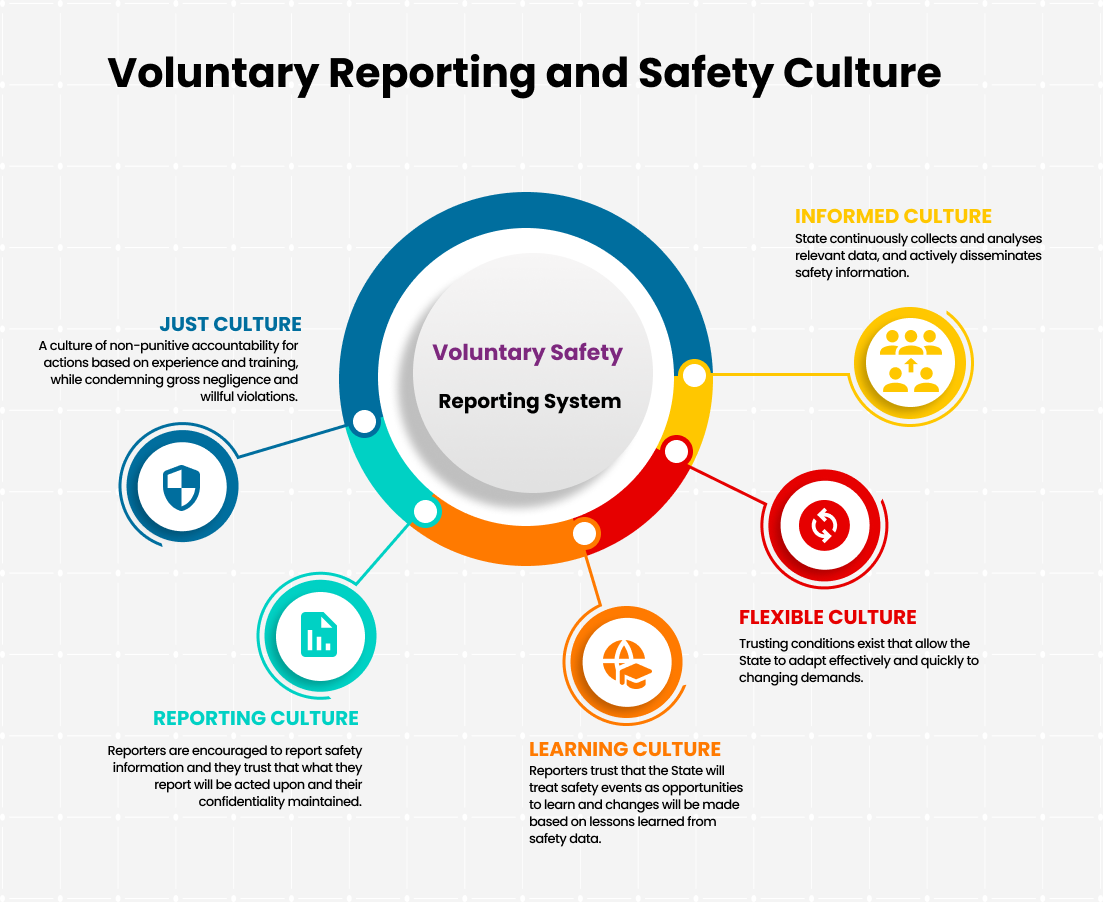 Voluntary Reporting and Safety Culture
INFORMED CULTURE
State continuously collects and analyses
relevant data, and actively disseminates
safety information.
JUST CULTURE
A culture of non-punitive accountability for
actions based on experience and training,
while condemning gross negligence and
willful violations.
Voluntary Safety
Reporting System
FLEXIBLE CULTURE
Trusting conditions exist that allow the
State to adapt effectively and quickly to
changing demands.
REPORTING CULTURE
Reporters are encouraged to report safety
information and they trust that what they
report will be acted upon and their
confidentiality maintained.
LEARNING CULTURE
Reporters trust that the State will
treat safety events as opportunities
to learn and changes will be made
based on lessons learned from
safety data.